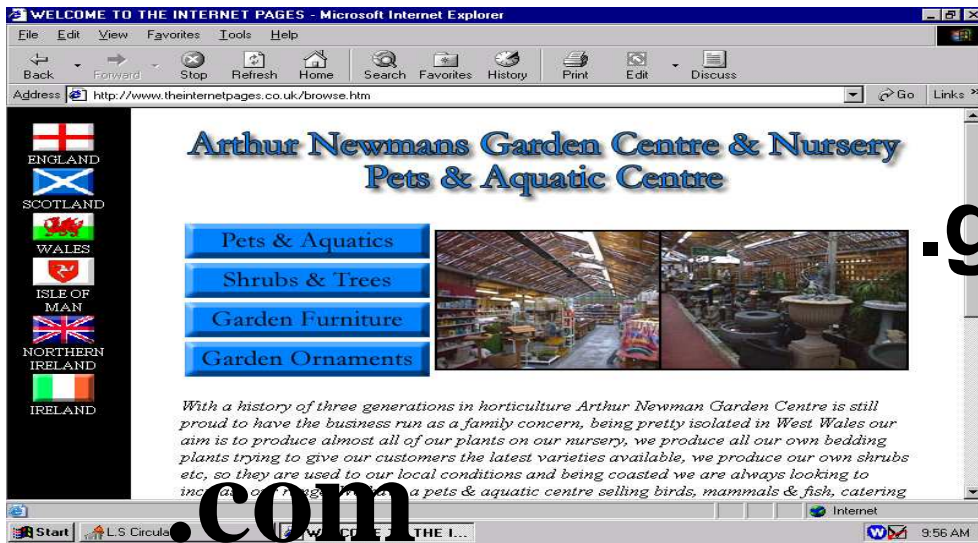 WELCOME TO THE INTERNET PAGES - Microsoft Internet Explorer
File Edit View Favorites Tools Help
Back Forward Stop Refresh Home Search Favorites History Print Edit Discuss
Address http://www.theinternetpages.co.uk/browse.htm Go Links
ENGLAND
SCOTLAND
WALES
ISLE OF
MAN
NORTHERN
IRELAND
IRELAND
Arthur Newmans Garden Centre & Nursery
Pets & Aquatic Centre
Pets & Aquatics
Shrubs & Trees
Garden Furniture
Garden Ornaments
.g
With a history of three generations in horticulture Arthur Newman Garden Centre is still
proud to have the business run as a family concern, being pretty isolated in West Wales our
aim is to produce almost all of our plants on our nursery, we produce all our own bedding
plants trying to give our customers the latest varieties available, we produce our own shrubs
etc, so they are used to our local conditions and being coasted we are always looking to
a pets & aquatic centre selling birds, mammals & fish, catering
.com
Internet
Start L.S Circula THE I... 9:56 AM